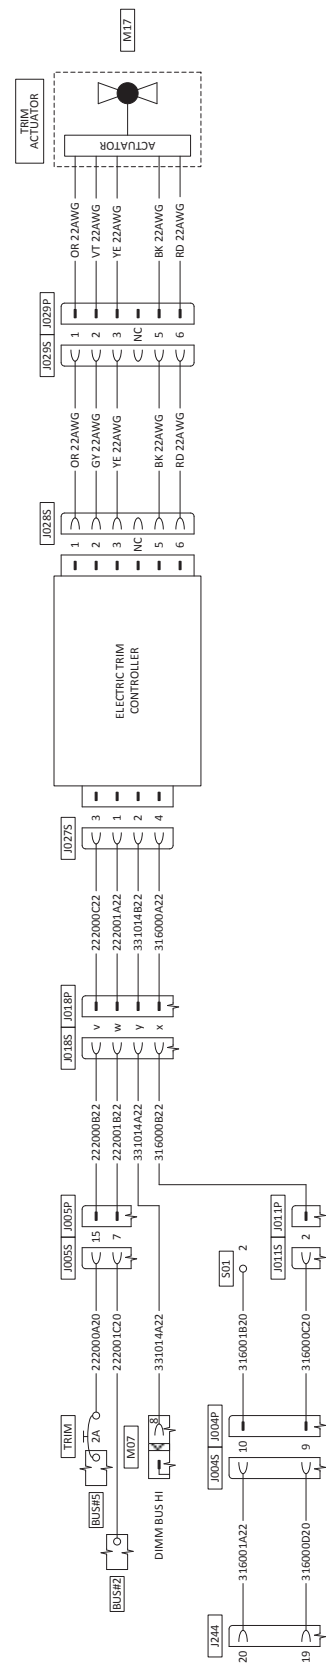 M17
TRIM
ACTUATOR
ACTUATOR
OR 22AWG
VT 22AWG
YE 22AWG
BK 22AWG
RD 22AWG
J029P
J029S
1
2
3
NC
5
6
OR 22AWG
GY 22AWG
YE 22AWG
BK 22AWG
RD 22AWG
J028S
1
2
3
NC
5
6
ELECTRIC TRIM
CONTROLLER
J027S
3
1
2
4
222000C22
222001A22
331014B22
316000A22
J018P
J018S
v
w
y
x
222000B22
222001B22
331014A22
316000B22
J005P
J005S
15
7
J011P
J011S
2
S01
2
222000A20
222001C20
331014A22
316001B20
316000C20
TRIM
2A
BUS#5
BUS#2
M07
8
DIMM BUS HI
J004P
J004S
10
9
316001A22
316000D20
J244
20
19